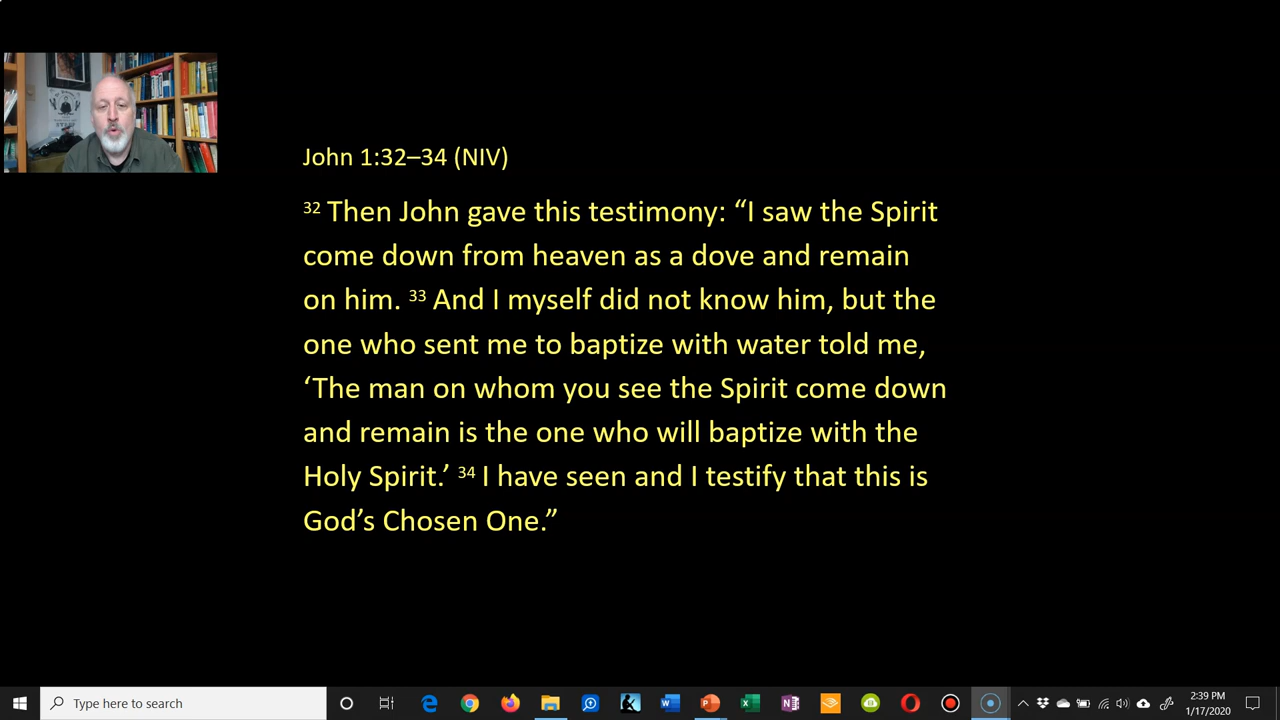 John 1:32–34 (NIV)
32 Then John gave this testimony: “I saw the Spirit
come down from heaven as a dove and remain
on him. 33 And I myself did not know him, but the
one who sent me to baptize with water told me,
‘The man on whom you see the Spirit come down
and remain is the one who will baptize with the
Holy Spirit.’ 34 I have seen and I testify that this is
God’s Chosen One.”
Type here to search
2:39 PM
1/17/2020